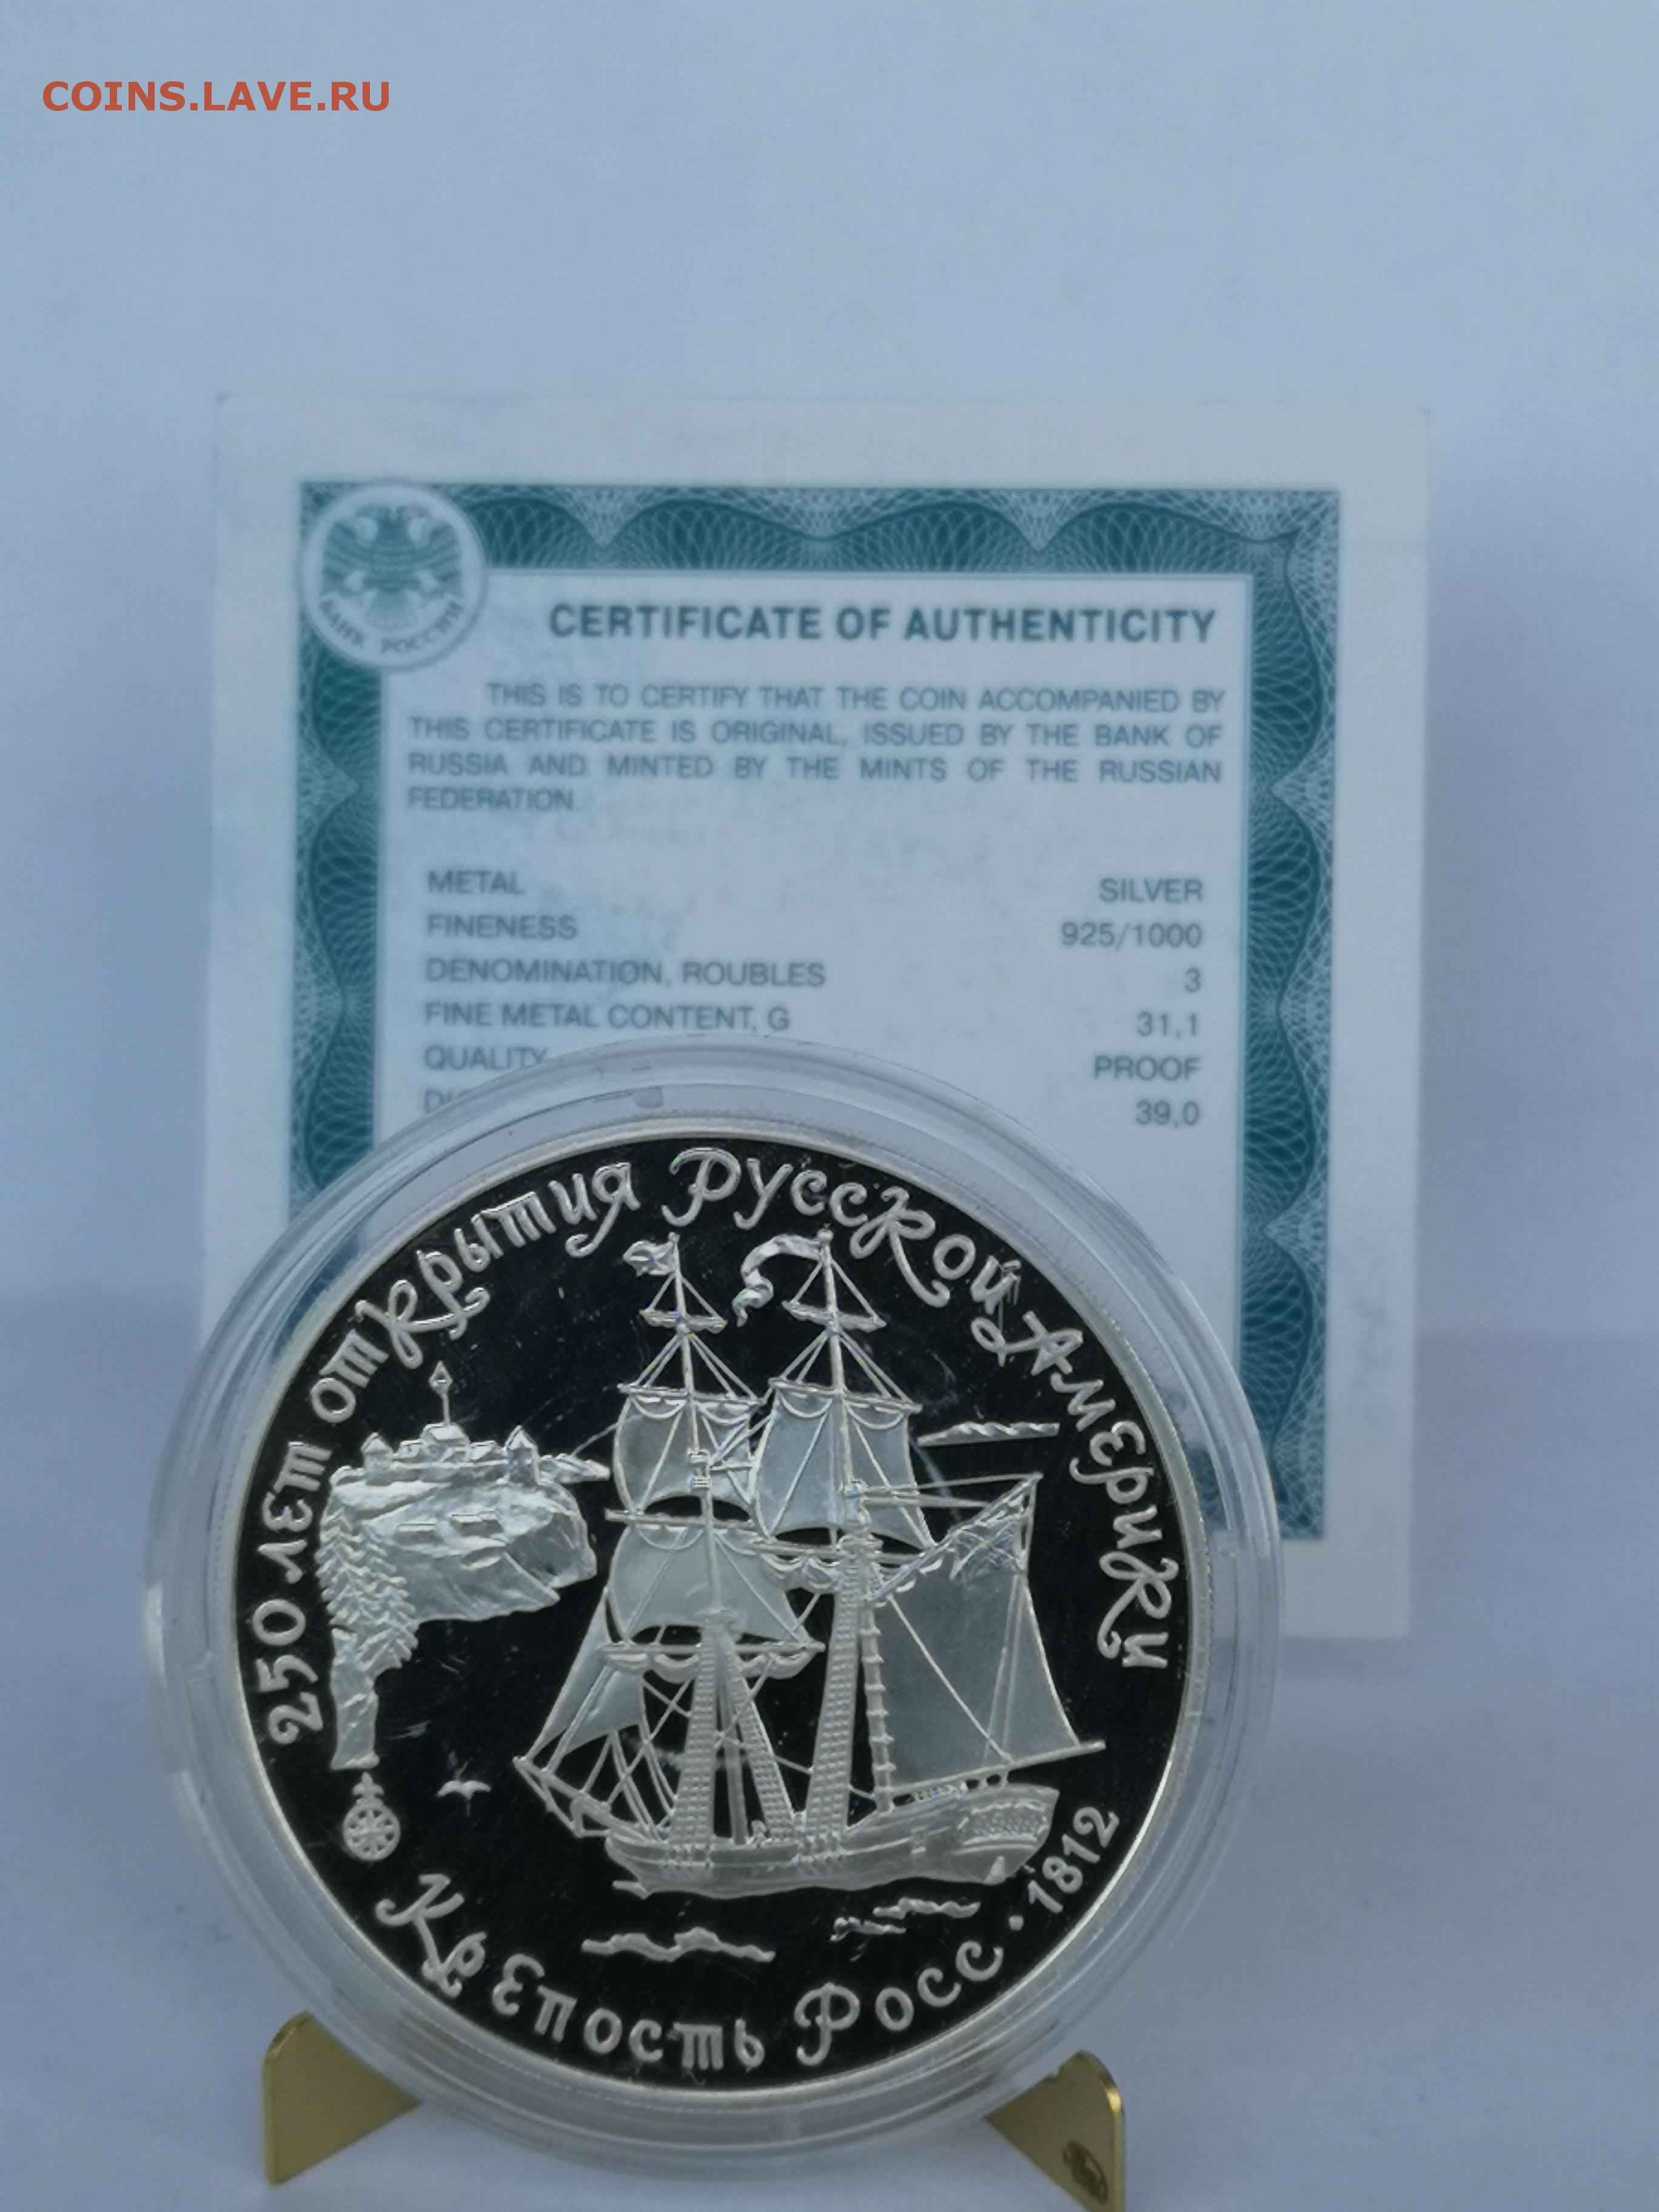 COINS.LAVE.RU
БАНК РОССИИ
CERTIFICATE OF AUTHENTICITY
THIS IS TO CERTIFY THAT THE COIN ACCOMPANIED BY
THIS CERTIFICATE IS ORIGINAL, ISSUED BY THE BANK OF
RUSSIA AND MINTED BY THE MINTS OF THE RUSSIAN
FEDERATION.
METAL SILVER
FINENESS 925/1000
DENOMINATION, ROUBLES 3
FINE METAL CONTENT, G 31,1
QUALITY PROOF
39,0
250 лет открытия Русской Америки
Крепость Росс · 1812